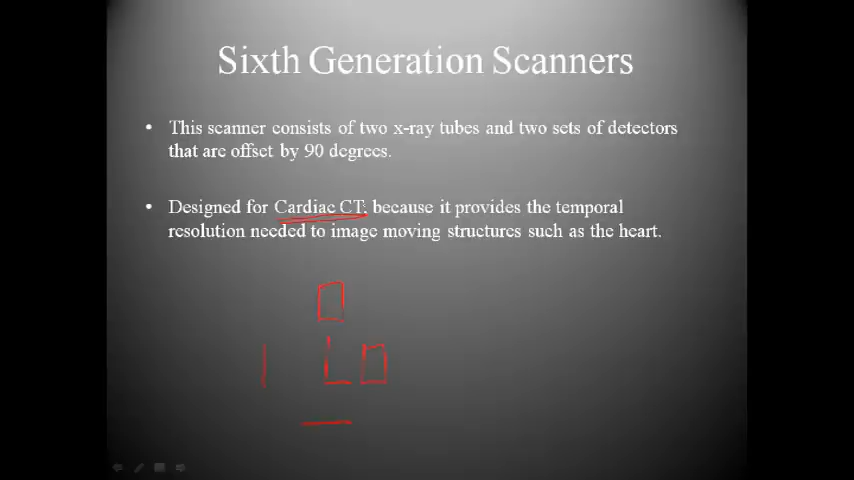 Sixth Generation Scanners
• This scanner consists of two x-ray tubes and two sets of detectors
that are offset by 90 degrees.
• Designed for Cardiac CT, because it provides the temporal
resolution needed to image moving structures such as the heart.